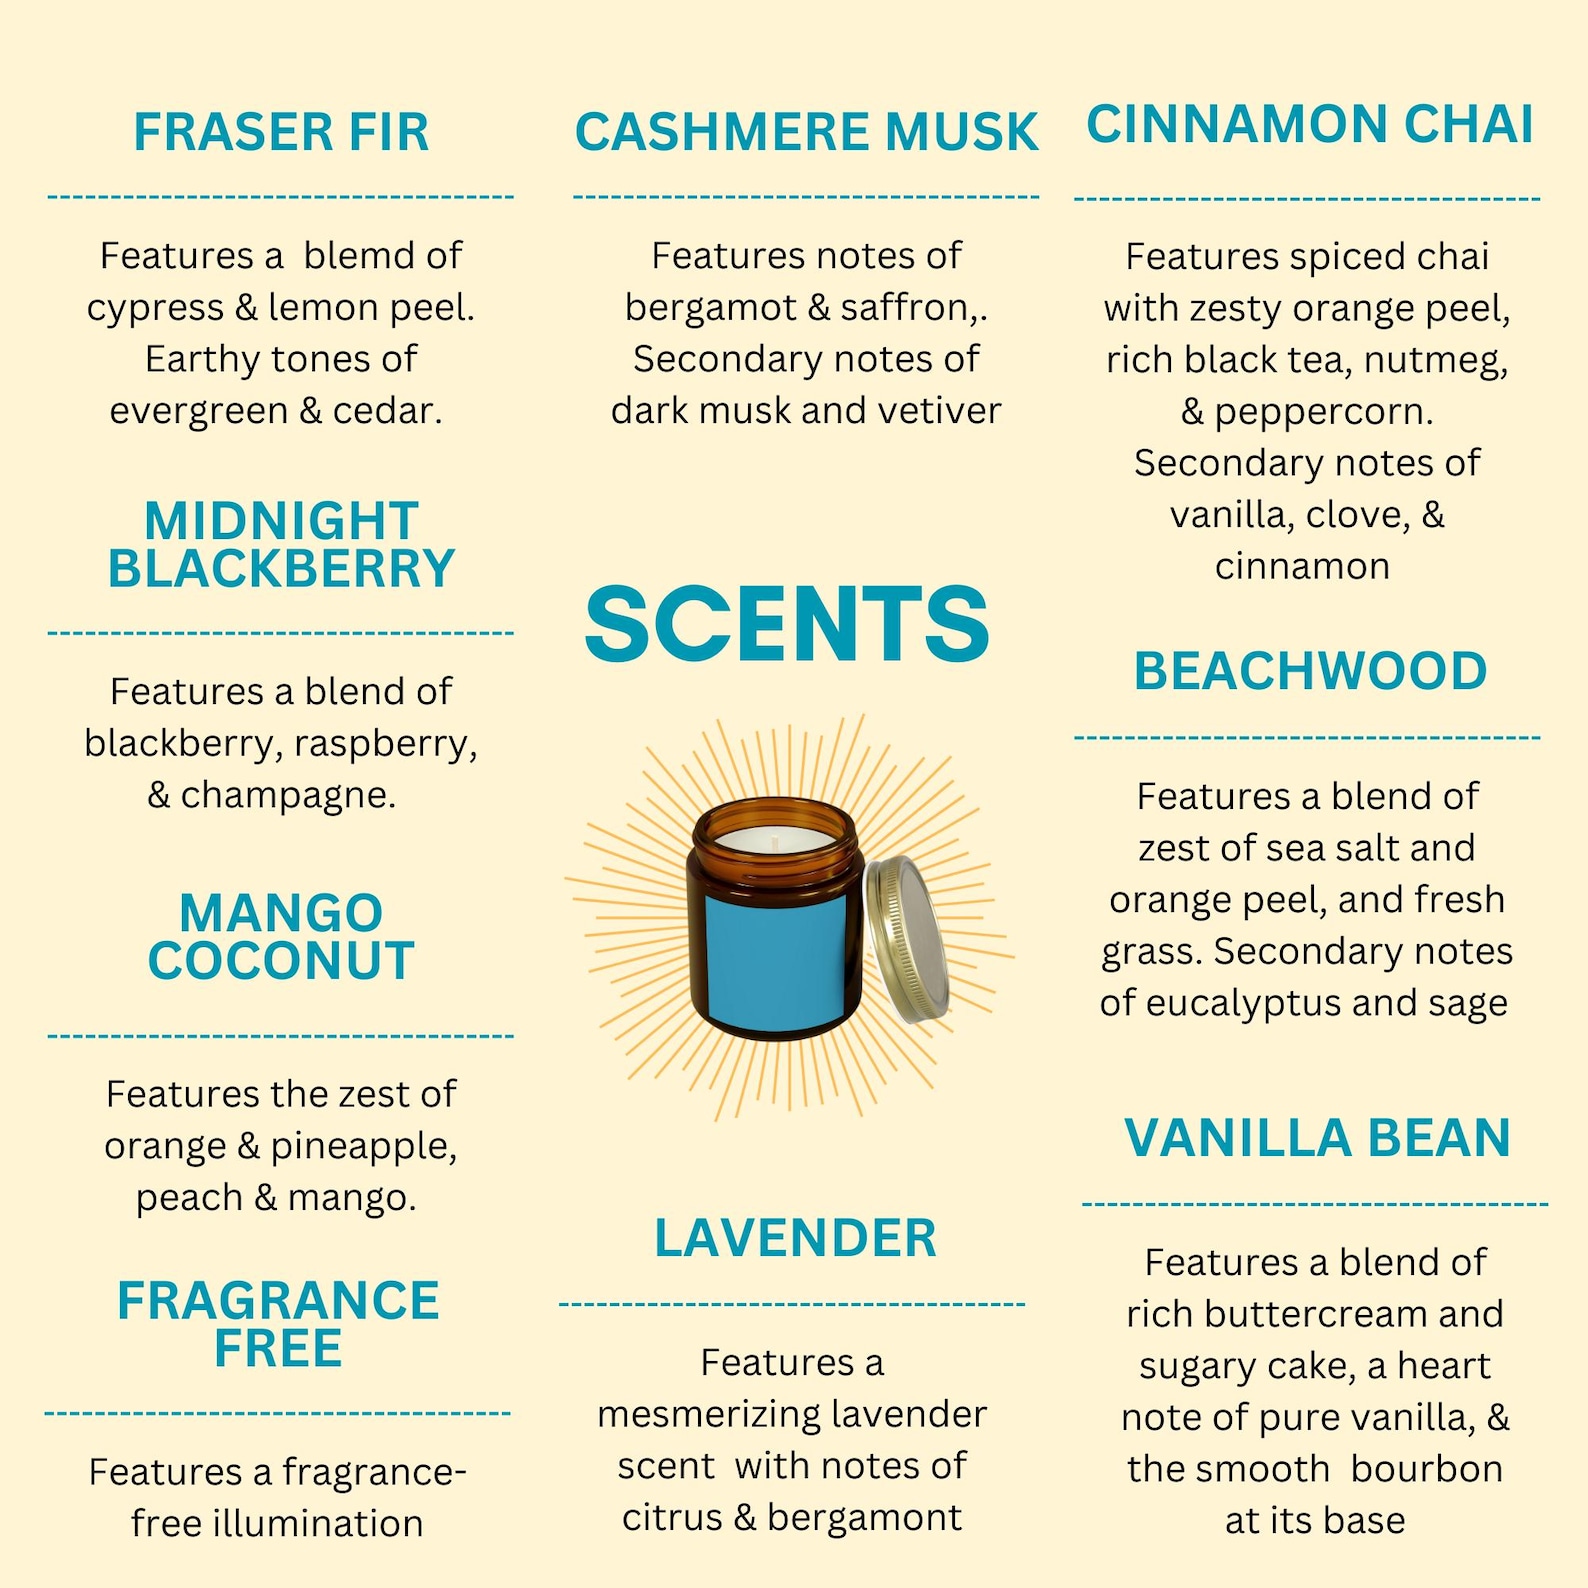 FRASER FIR
Features a  blemd of
cypress & lemon peel.
Earthy tones of
evergreen & cedar.
MIDNIGHT
BLACKBERRY
Features a blend of
blackberry, raspberry,
& champagne.
MANGO
COCONUT
Features the zest of
orange & pineapple,
peach & mango.
FRAGRANCE
FREE
Features a fragrance-
free illumination
CASHMERE MUSK
Features notes of
bergamot & saffron,.
Secondary notes of
dark musk and vetiver
SCENTS
LAVENDER
Features a
mesmerizing lavender
scent  with notes of
citrus & bergamont
CINNAMON CHAI
Features spiced chai
with zesty orange peel,
rich black tea, nutmeg,
& peppercorn.
Secondary notes of
vanilla, clove, &
cinnamon
BEACHWOOD
Features a blend of
zest of sea salt and
orange peel, and fresh
grass. Secondary notes
of eucalyptus and sage
VANILLA BEAN
Features a blend of
rich buttercream and
sugary cake, a heart
note of pure vanilla, &
the smooth  bourbon
at its base